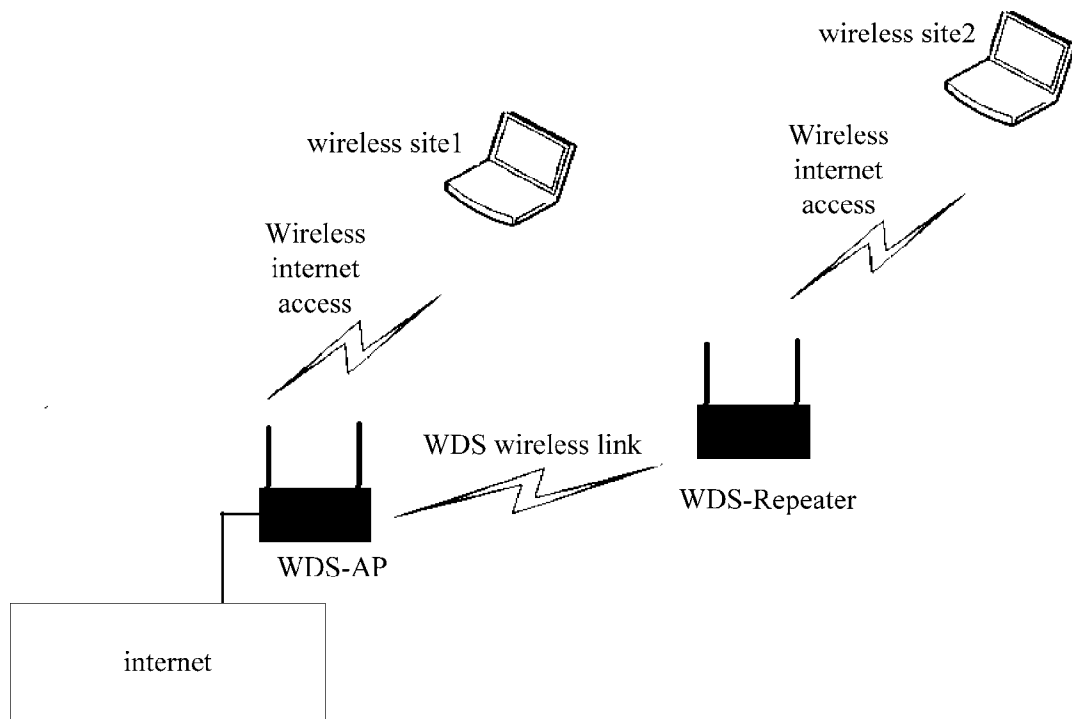 wireless site2
wireless site1
Wireless
internet
access
Wireless
internet
access
WDS wireless link
WDS-Repeater
WDS-AP
internet